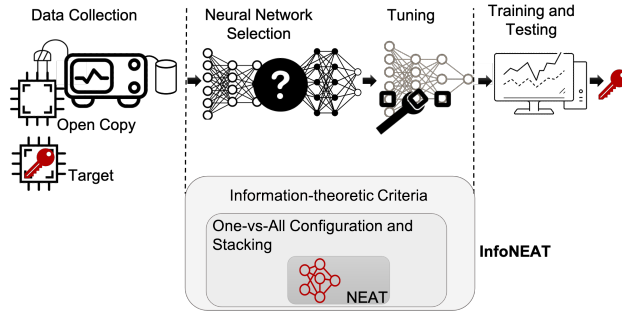 Data Collection
Neural Network
Selection
Tuning
Training and
Testing
?
Open Copy
Target
Information-theoretic Criteria
One-vs-All Configuration and
Stacking
NEAT
InfoNEAT